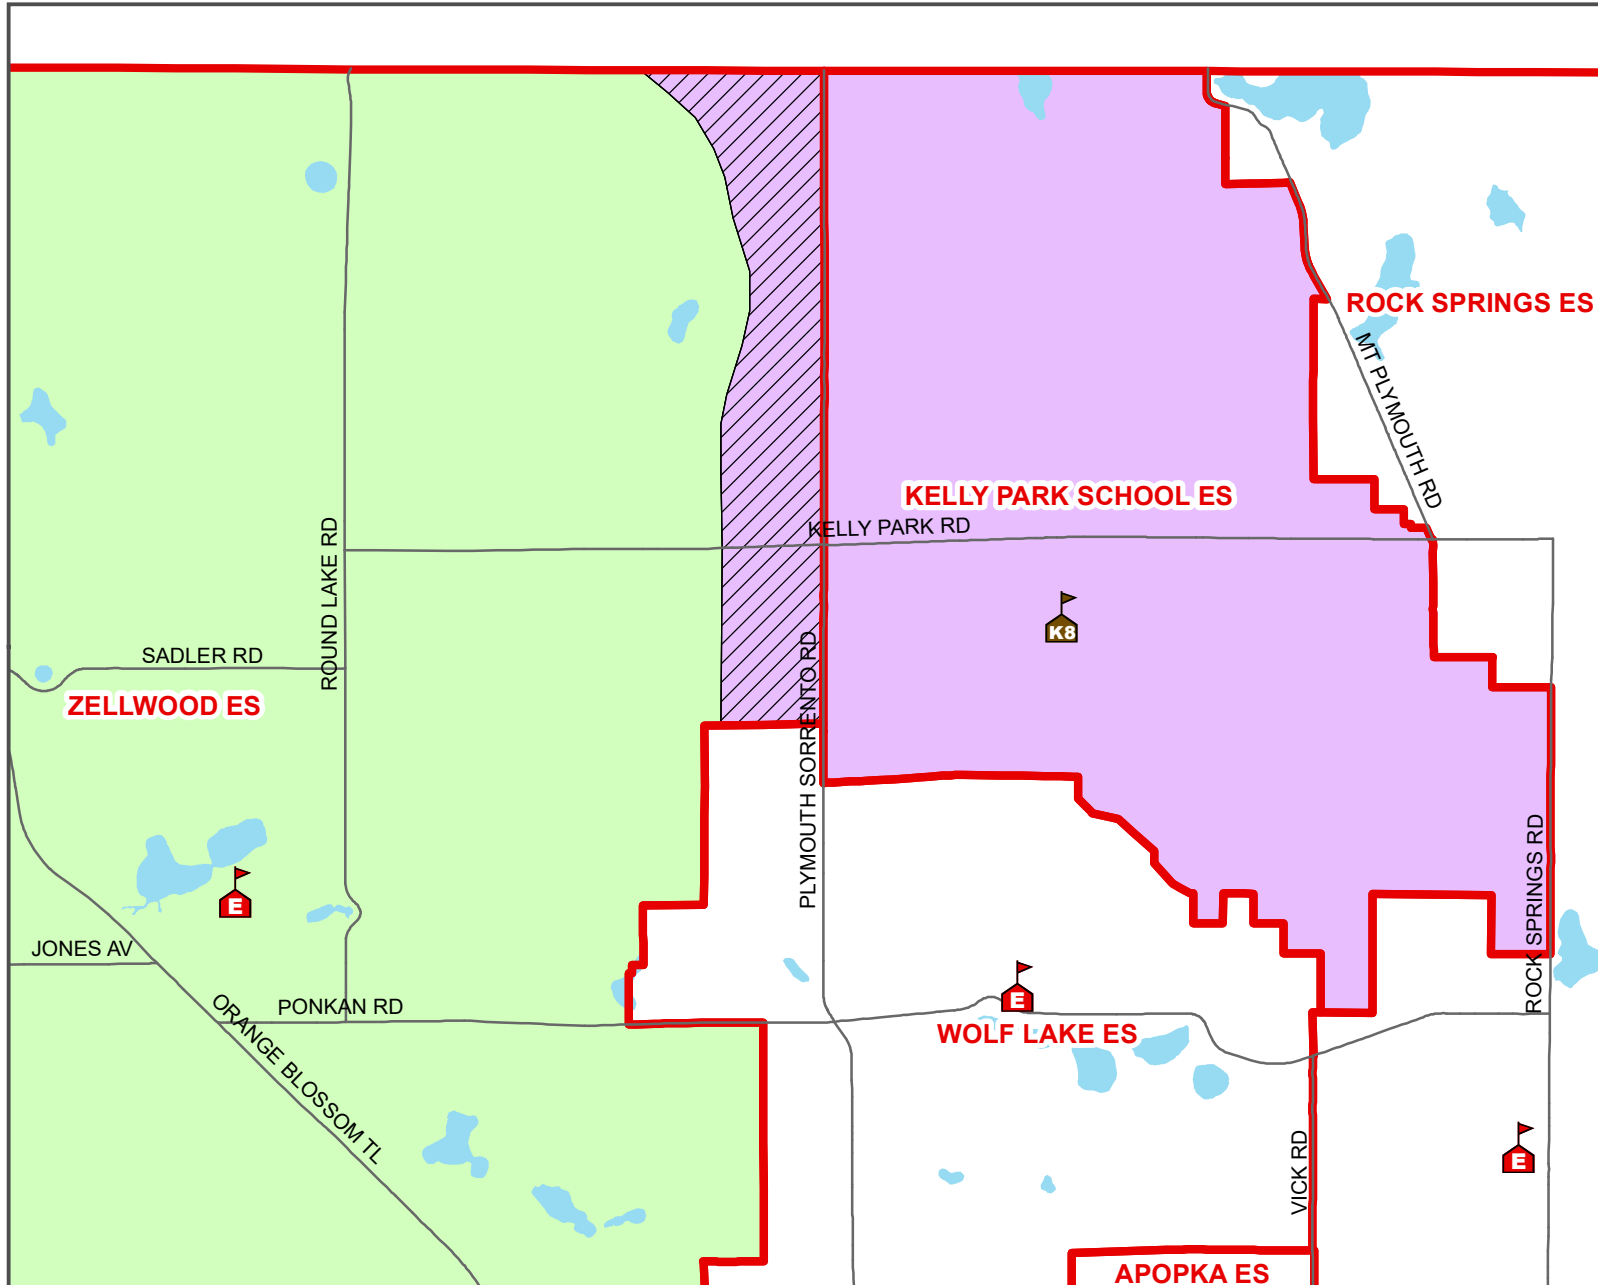 ROCK SPRINGS ES
MT PLYMOUTH RD
KELLY PARK SCHOOL ES
KELLY PARK RD
ROUND LAKE RD
K8
SADLER RD
PLYMOUTH SORRENTO RD
ZELLWOOD ES
ROCK SPRINGS RD
E
JONES AV
E
PONKAN RD
ORANGE BLOSSOM TL
WOLF LAKE ES
VICK RD
E
APOPKA ES